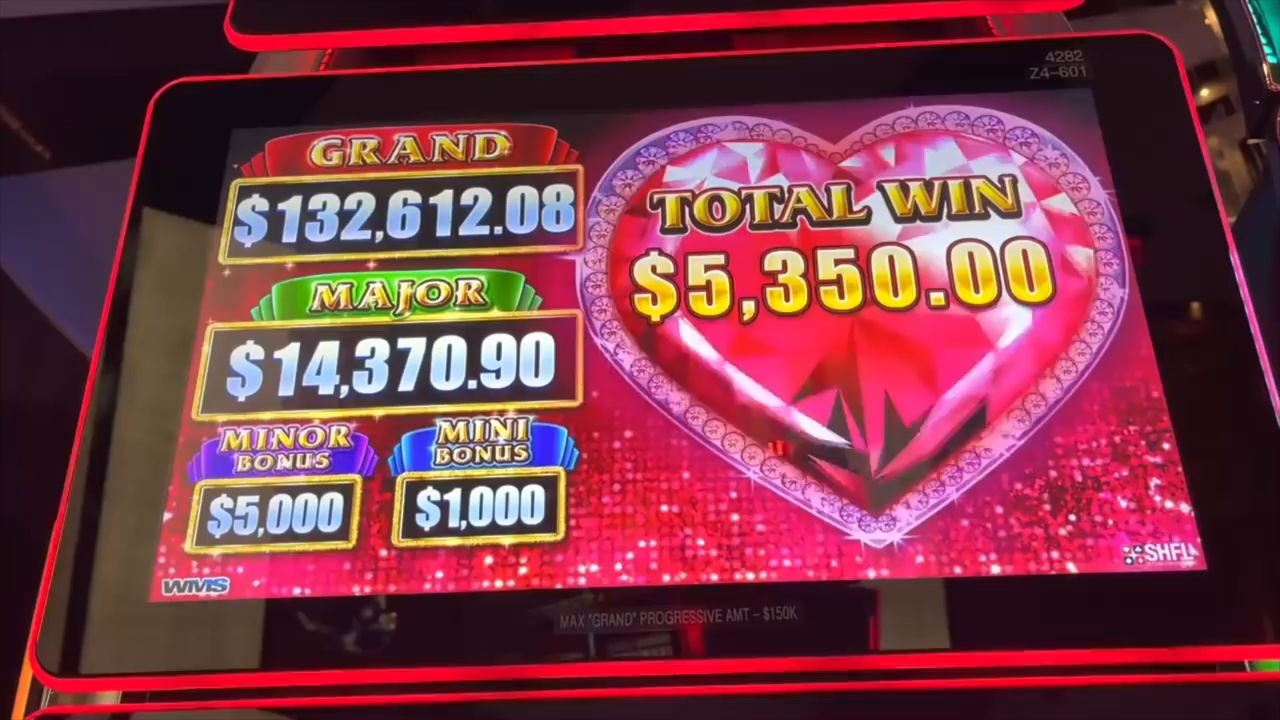 4282
Z4-601
GRAND
$132,612.08
MAJOR
$14,370.90
MINOR
BONUS
$5,000
MINI
BONUS
$1,000
TOTAL WIN
$5,350.00
WMS
SHFL
MAX "GRAND" PROGRESSIVE AMT - $150K